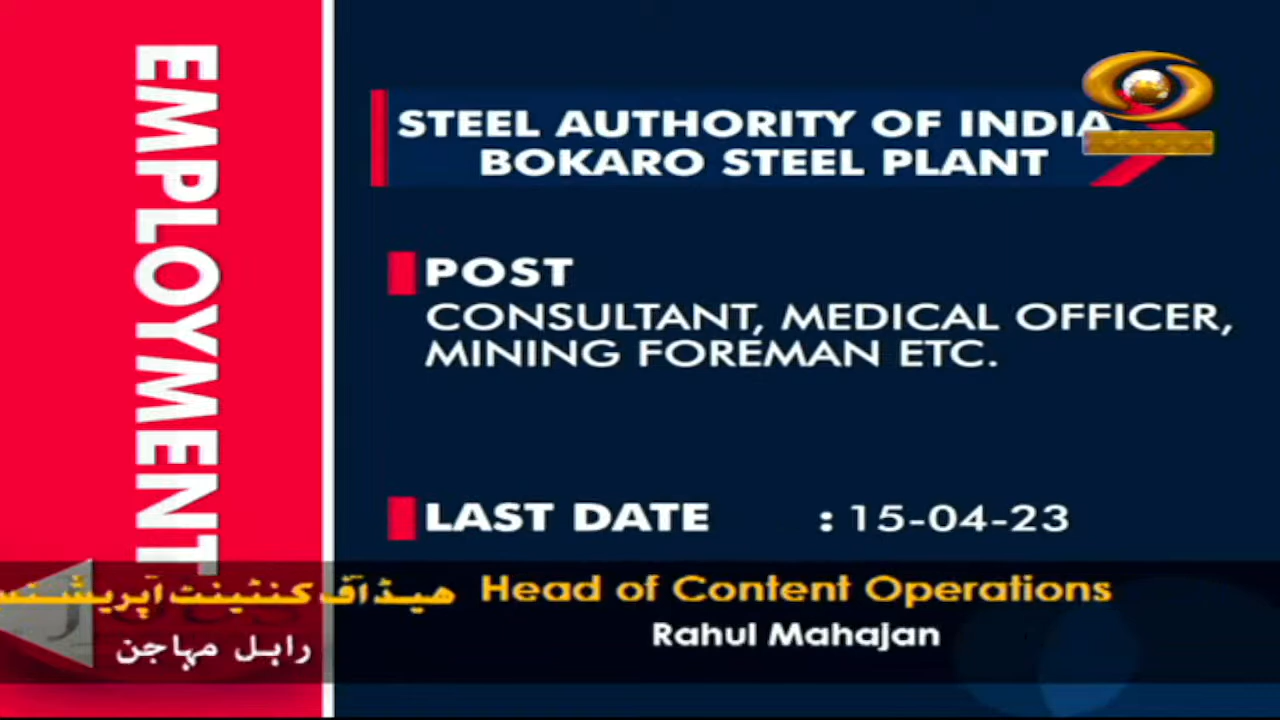 EMPLOYMENT
STEEL AUTHORITY OF INDIA
BOKARO STEEL PLANT
POST
CONSULTANT, MEDICAL OFFICER,
MINING FOREMAN ETC.
LAST DATE : 15-04-23
ہیڈ آف کنٹینٹ آپریشنس Head of Content Operations
راہل مہاجن Rahul Mahajan